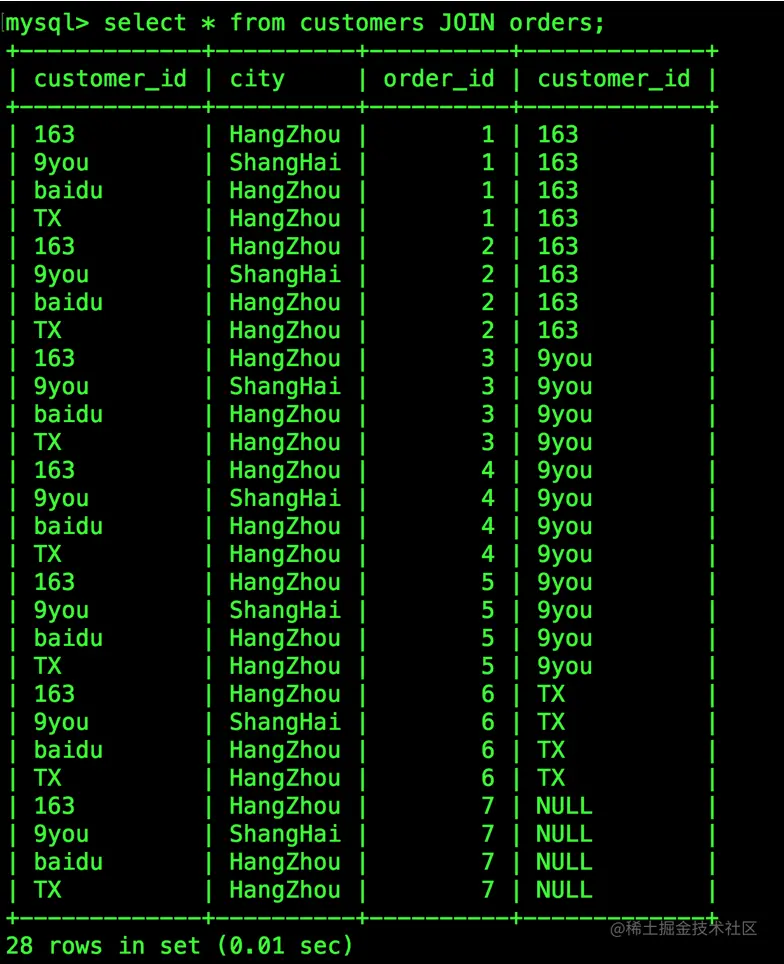 mysql> select * from customers JOIN orders;
+-------------+-----------+----------+-------------+
| customer_id | city      | order_id | customer_id |
+-------------+-----------+----------+-------------+
| 163         | HangZhou  |        1 | 163         |
| 9you        | ShangHai  |        1 | 163         |
| baidu       | HangZhou  |        1 | 163         |
| TX          | HangZhou  |        1 | 163         |
| 163         | HangZhou  |        2 | 163         |
| 9you        | ShangHai  |        2 | 163         |
| baidu       | HangZhou  |        2 | 163         |
| TX          | HangZhou  |        2 | 163         |
| 163         | HangZhou  |        3 | 9you        |
| 9you        | ShangHai  |        3 | 9you        |
| baidu       | HangZhou  |        3 | 9you        |
| TX          | HangZhou  |        3 | 9you        |
| 163         | HangZhou  |        4 | 9you        |
| 9you        | ShangHai  |        4 | 9you        |
| baidu       | HangZhou  |        4 | 9you        |
| TX          | HangZhou  |        4 | 9you        |
| 163         | HangZhou  |        5 | 9you        |
| 9you        | ShangHai  |        5 | 9you        |
| baidu       | HangZhou  |        5 | 9you        |
| TX          | HangZhou  |        5 | 9you        |
| 163         | HangZhou  |        6 | TX          |
| 9you        | ShangHai  |        6 | TX          |
| baidu       | HangZhou  |        6 | TX          |
| TX          | HangZhou  |        6 | TX          |
| 163         | HangZhou  |        7 | NULL        |
| 9you        | ShangHai  |        7 | NULL        |
| baidu       | HangZhou  |        7 | NULL        |
| TX          | HangZhou  |        7 | NULL        |
+-------------+-----------+----------+-------------+
@稀土掘金技术社区
28 rows in set (0.01 sec)